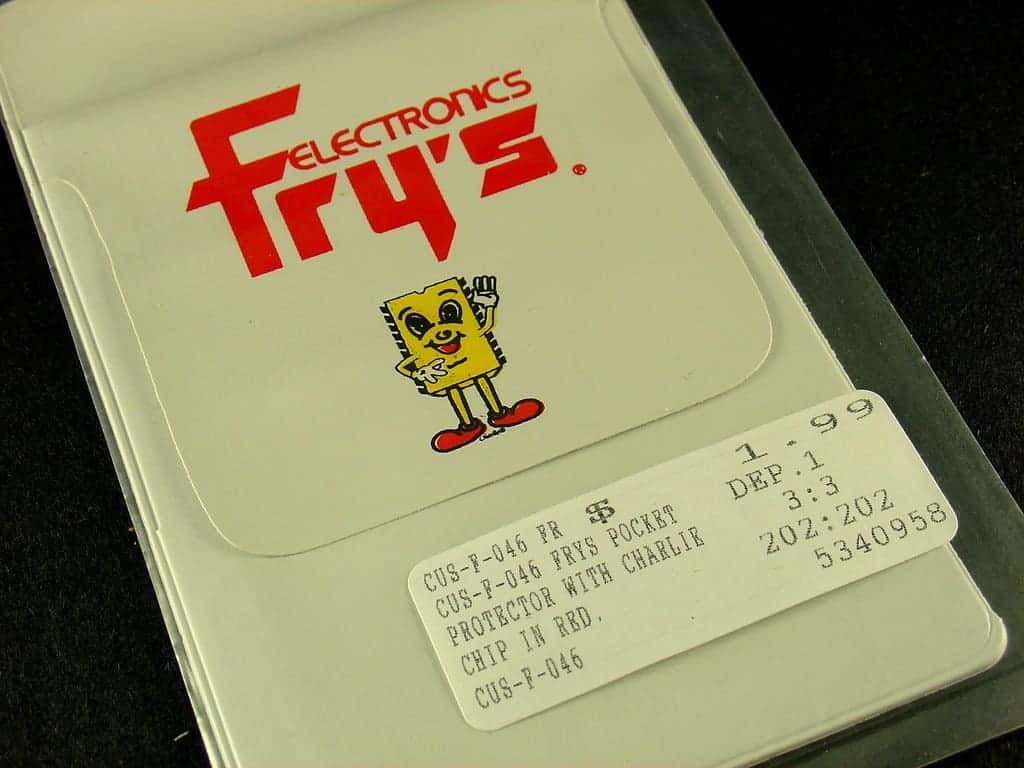 ELECTRONICS
Fry's.®
CUS-F-046 FR $ 1.99
CUS-F-046 FRYS POCKET DEP.1
PROTECTOR WITH CHARLIE 3:3
CHIP IN RED. 202:202
CUS-F-046 5340958